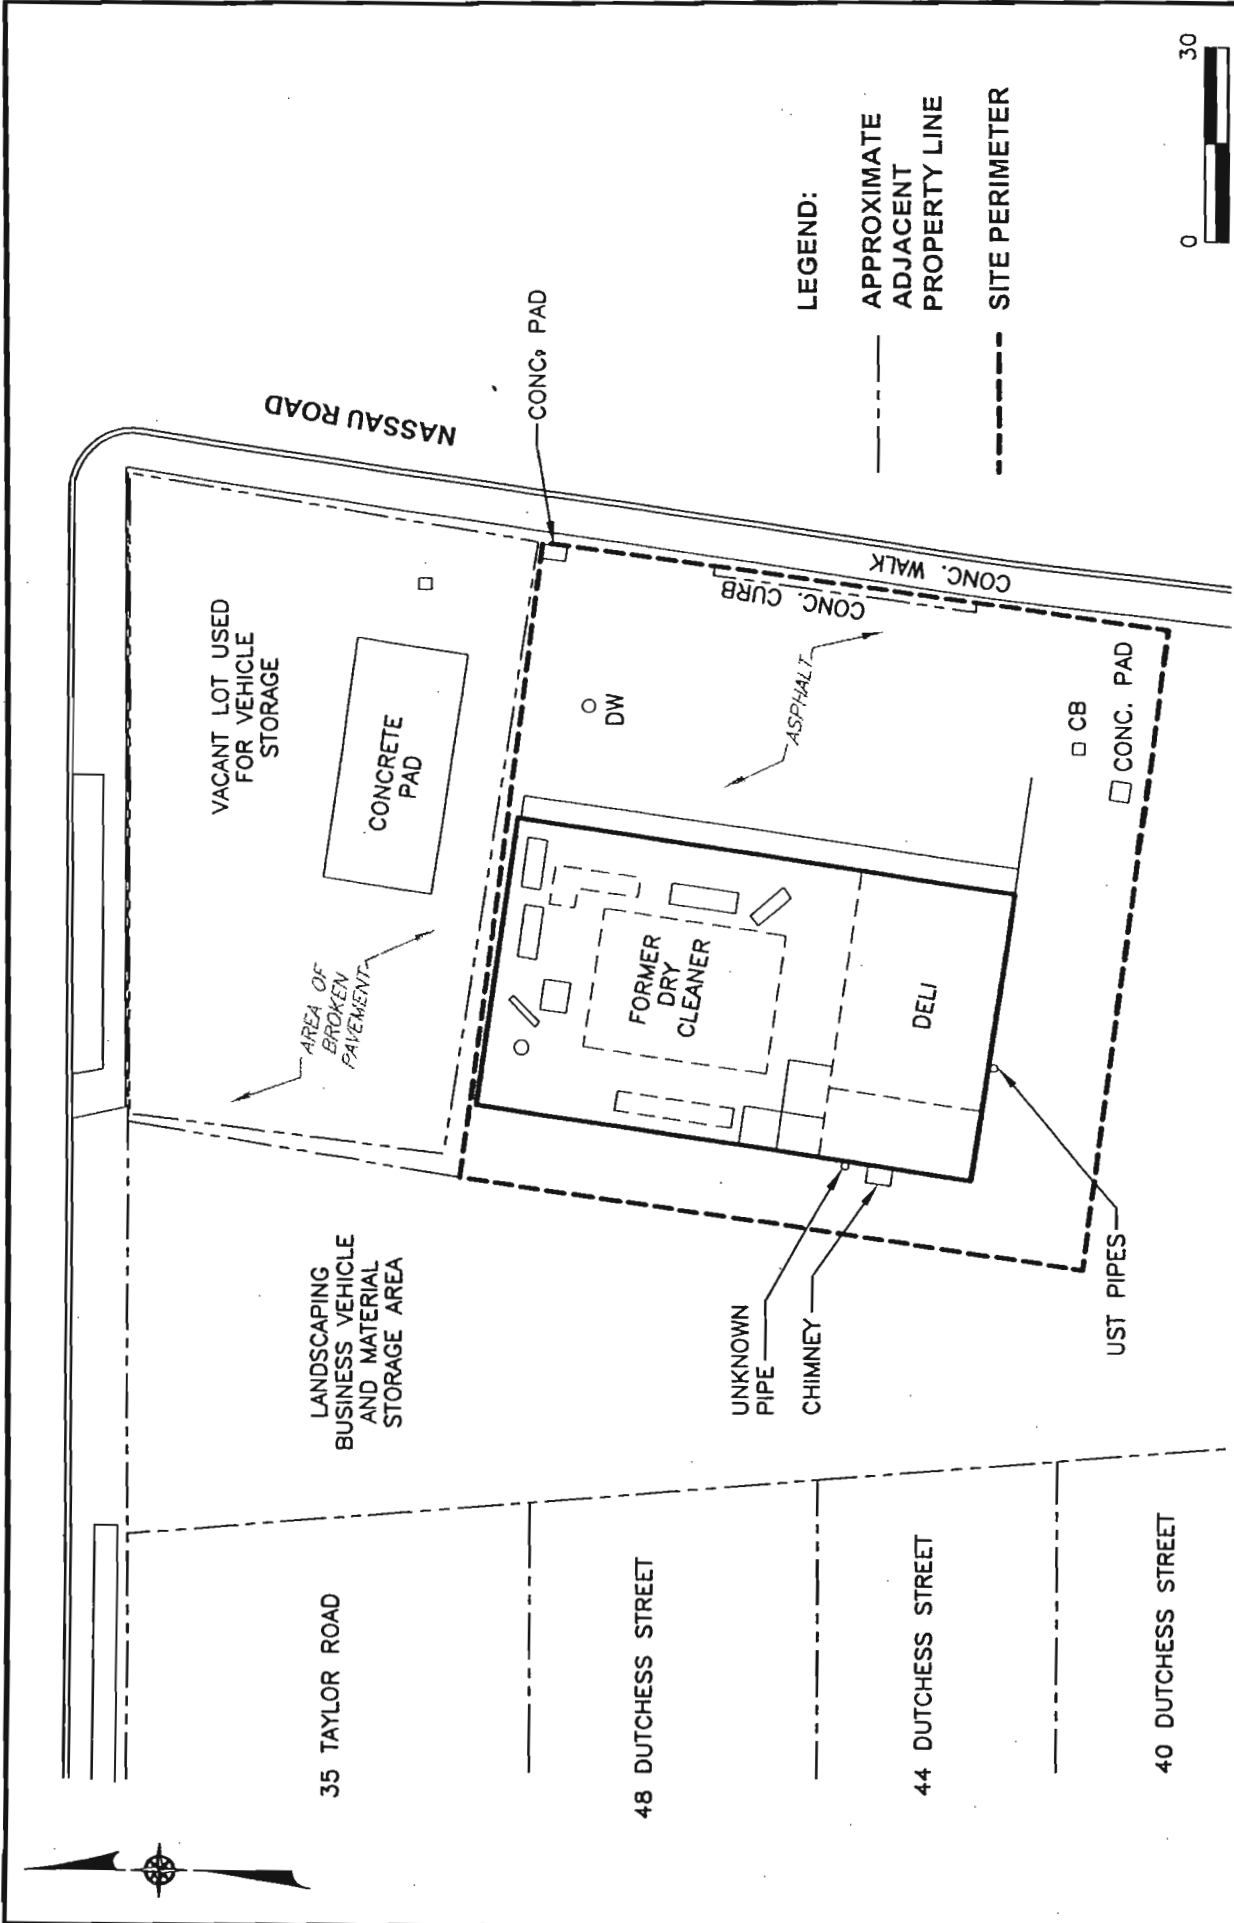 35 TAYLOR ROAD
48 DUTCHESS STREET
44 DUTCHESS STREET
40 DUTCHESS STREET
LANDSCAPING
BUSINESS VEHICLE
AND MATERIAL
STORAGE AREA
UNKNOWN
PIPE
CHIMNEY
UST PIPES
AREA OF
BROKEN
PAVEMENT
VACANT LOT USED
FOR VEHICLE
STORAGE
CONCRETE
PAD
FORMER
DRY
CLEANER
DELI
DW
ASPHALT
CB
CONC. PAD
CONC. CURB
CONC. WALK
NASSAU ROAD
CONC. PAD
LEGEND:
APPROXIMATE
ADJACENT
PROPERTY LINE
SITE PERIMETER
0 30